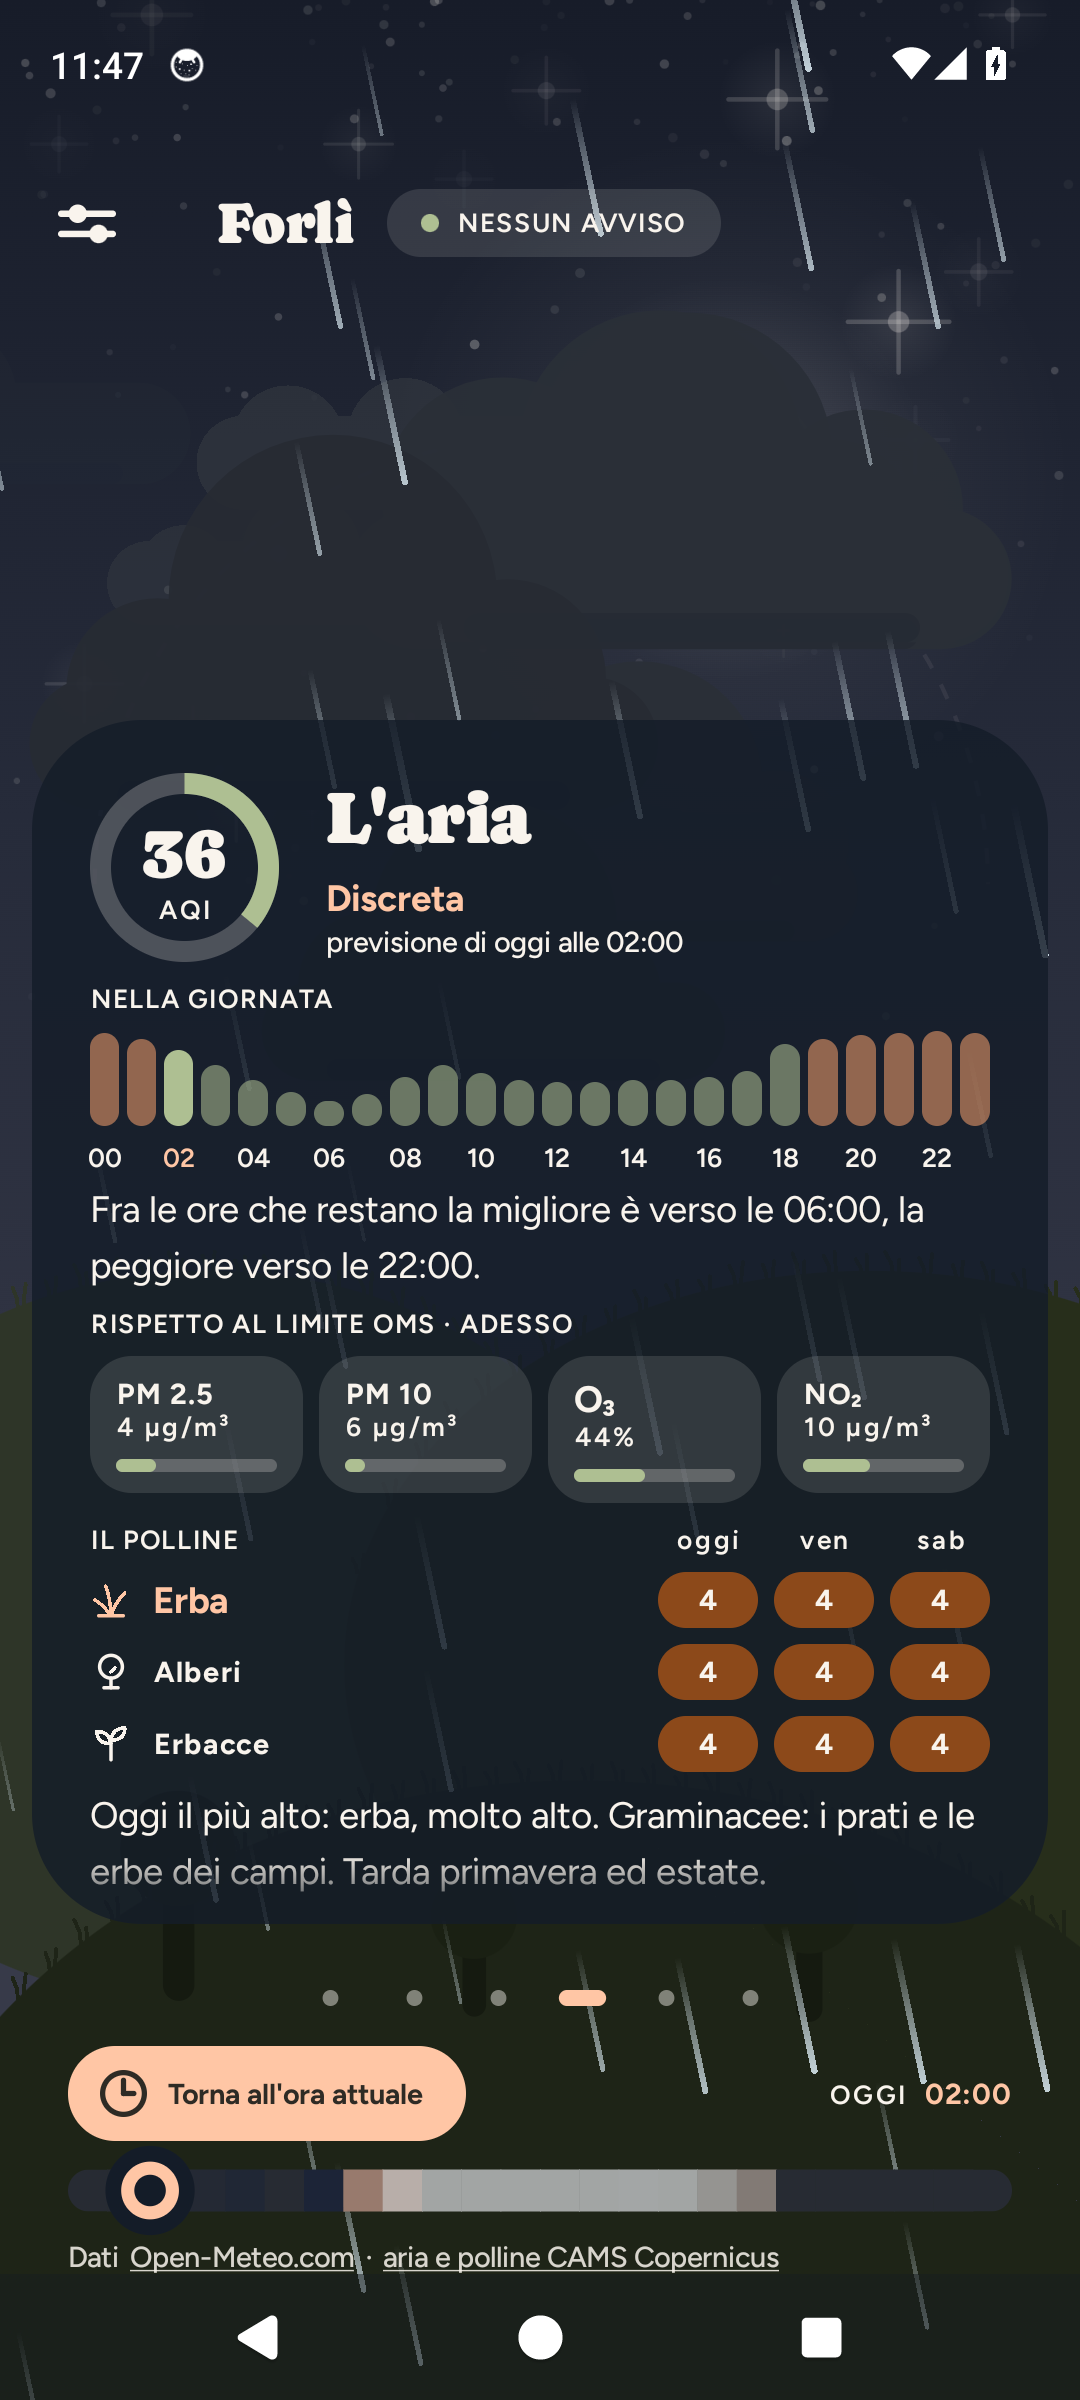 11:47
Forlì
NESSUN AVVISO
36
AQI
L'aria
Discreta
previsione di oggi alle 02:00
NELLA GIORNATA
00 02 04 06 08 10 12 14 16 18 20 22
Fra le ore che restano la migliore è verso le 06:00, la
peggiore verso le 22:00.
RISPETTO AL LIMITE OMS · ADESSO
PM 2.5
4 µg/m³
PM 10
6 µg/m³
O₃
44%
NO₂
10 µg/m³
IL POLLINE oggi ven sab
Erba 4 4 4
Alberi 4 4 4
Erbacce 4 4 4
Oggi il più alto: erba, molto alto. Graminacee: i prati e le
erbe dei campi. Tarda primavera ed estate.
Torna all'ora attuale
OGGI 02:00
Dati Open-Meteo.com · aria e polline CAMS Copernicus